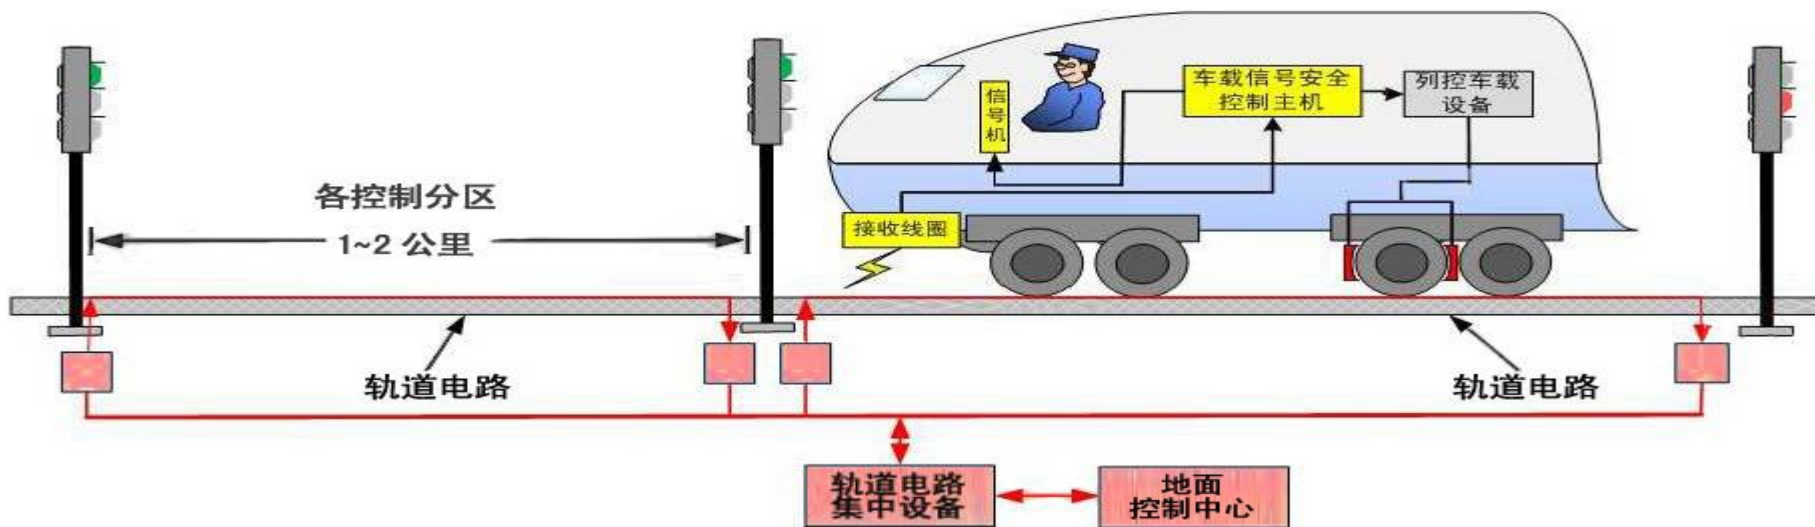 车载信号安全
控制主机
列控车载
设备
信号机
各控制分区
1~2 公里
接收线圈
轨道电路
轨道电路
轨道电路
集中设备
地面
控制中心